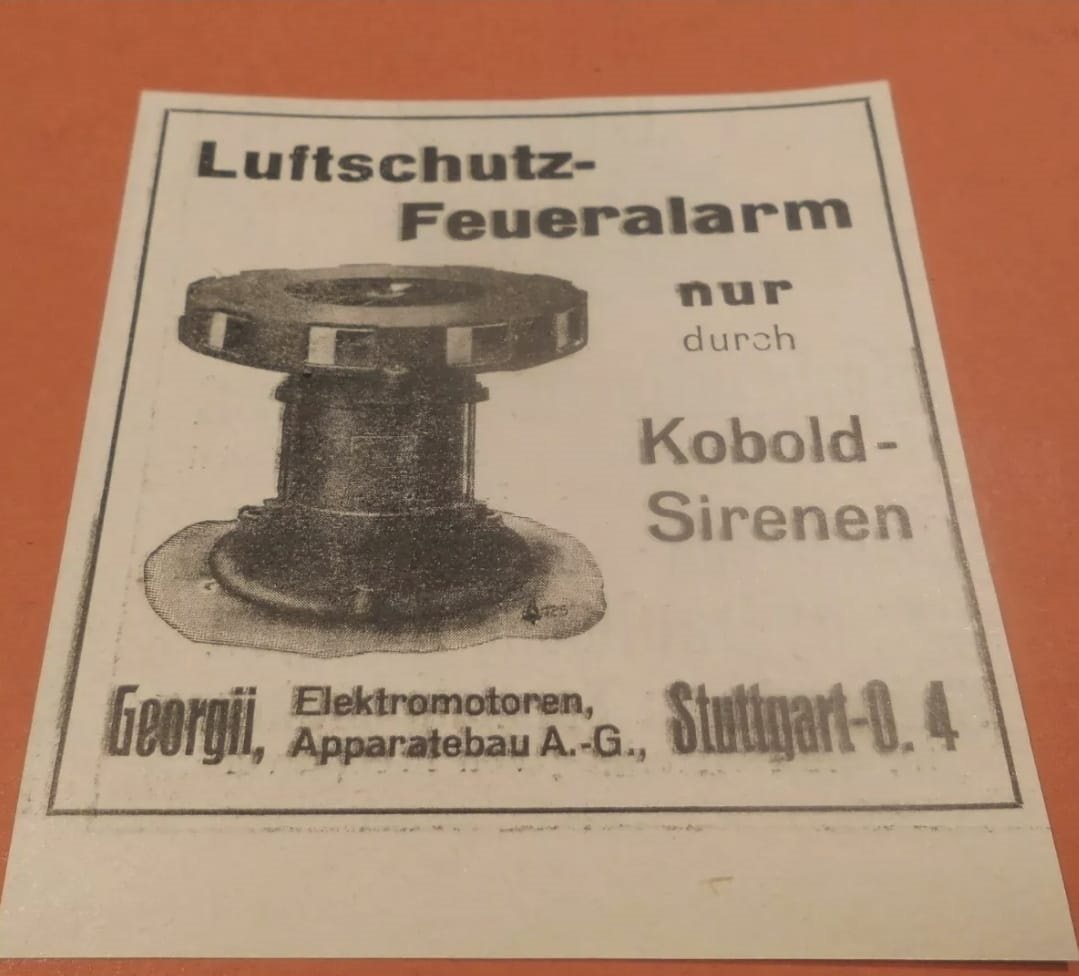 Luftschutz-
Feueralarm
nur
durch
Kobold-
Sirenen
Georgii, Elektromotoren, Apparatebau A.-G., Stuttgart-O. 4